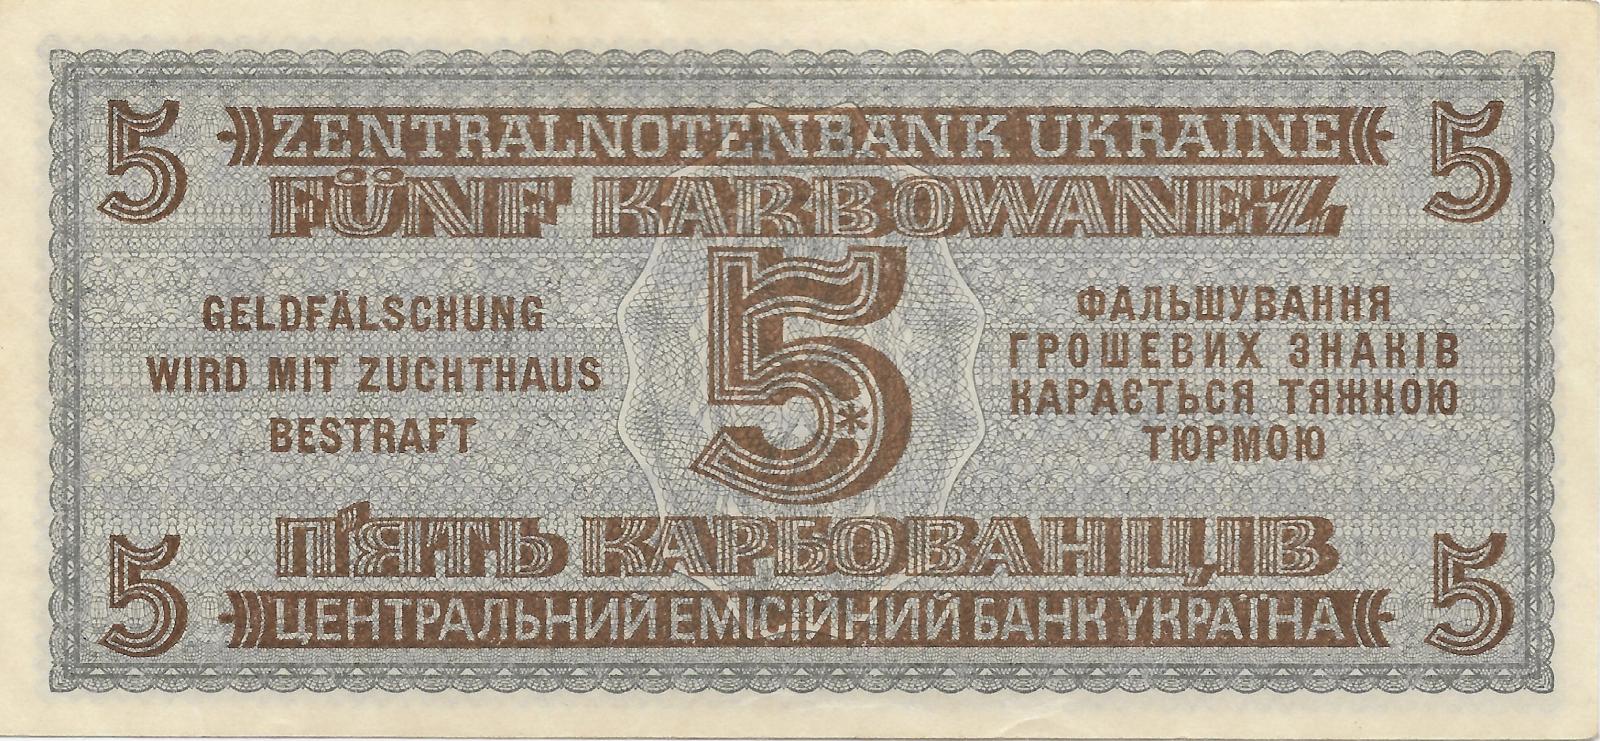 5 ZENTRALNOTENBANK UKRAINE 5
FÜNF KARBOWANEZ
5
GELDFÄLSCHUNG
WIRD MIT ZUCHTHAUS
BESTRAFT
ФАЛЬШУВАННЯ
ГРОШЕВИХ ЗНАКІВ
КАРАЄТЬСЯ ТЯЖКОЮ
ТЮРМОЮ
П'ЯТЬ КАРБОВАНЦІВ
5 ЦЕНТРАЛЬНИЙ ЕМІСІЙНИЙ БАНК УКРАЇНА 5